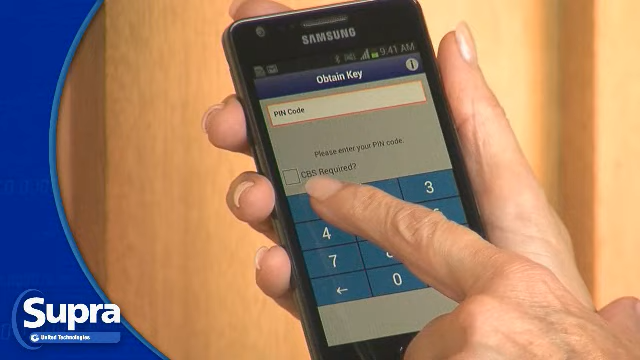 SAMSUNG
9:41 AM
Obtain Key
PIN Code
Please enter your PIN code.
CBS Required?
3
4
7
0
←
Supra
United Technologies